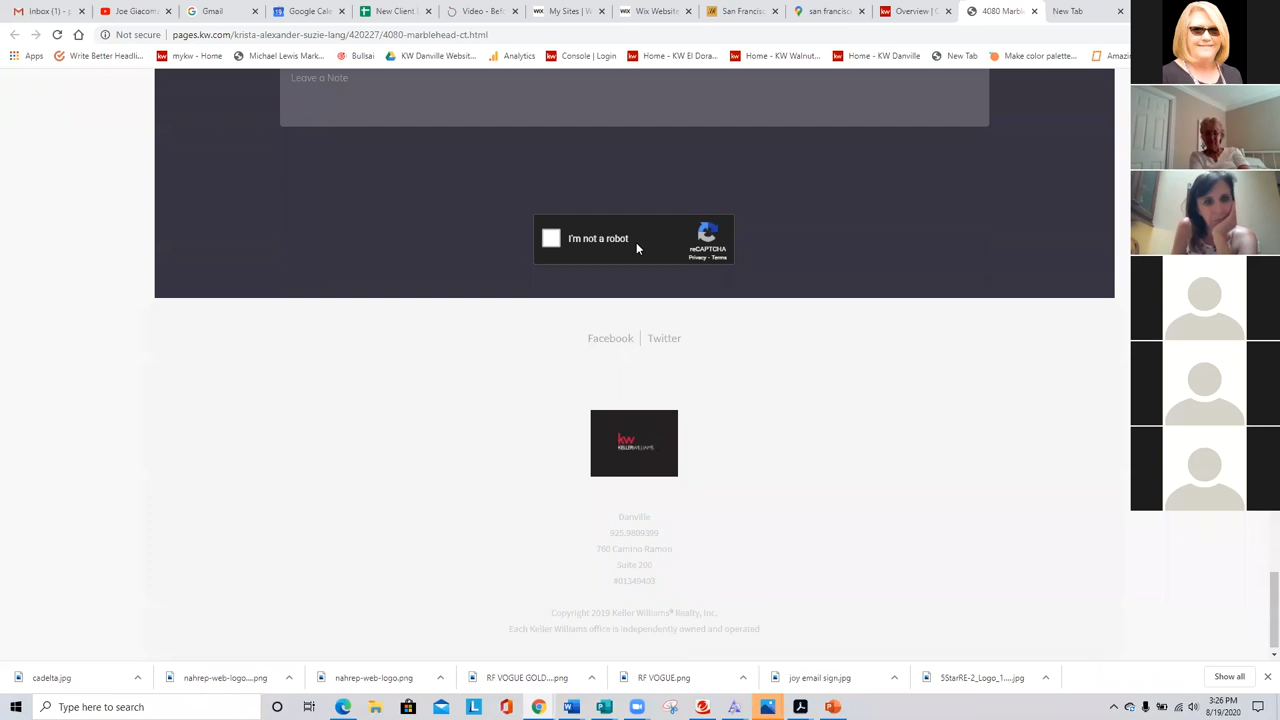 Inbox (1) - j
Gmail
Google Cale
New Client (
Video - Bef
My Sites | W
Wix Website
San Francisc
san francisc
Overview |
4080 Marbl
New Tab
Not secure | pages.kw.com/krista-alexander-suzie-lang/420227/4080-marblehead-ct.html
Apps
Write Better Headli...
mykw - Home
Michael Lewis Mark...
Bullsai
KW Danville Websit...
Analytics
Console | Login
Home - KW El Dora...
Home - KW Walnut...
Home - KW Danville
New Tab
Make color palette...
Amazi
Leave a Note
I'm not a robot
reCAPTCHA
Privacy - Terms
Facebook | Twitter
kw
KELLERWILLIAMS.
Danville
925.9809399
760 Camino Ramon
Suite 200
#01349403
Copyright 2019 Keller Williams® Realty, Inc.
Each Keller Williams office is independently owned and operated
cadelta.jpg
nahrep-web-logo....png
nahrep-web-logo.png
RF VOGUE GOLD....png
RF VOGUE.png
joy email sign.jpg
5StarRE-2_Logo_1....jpg
Show all
Type here to search
3:26 PM
8/19/2020